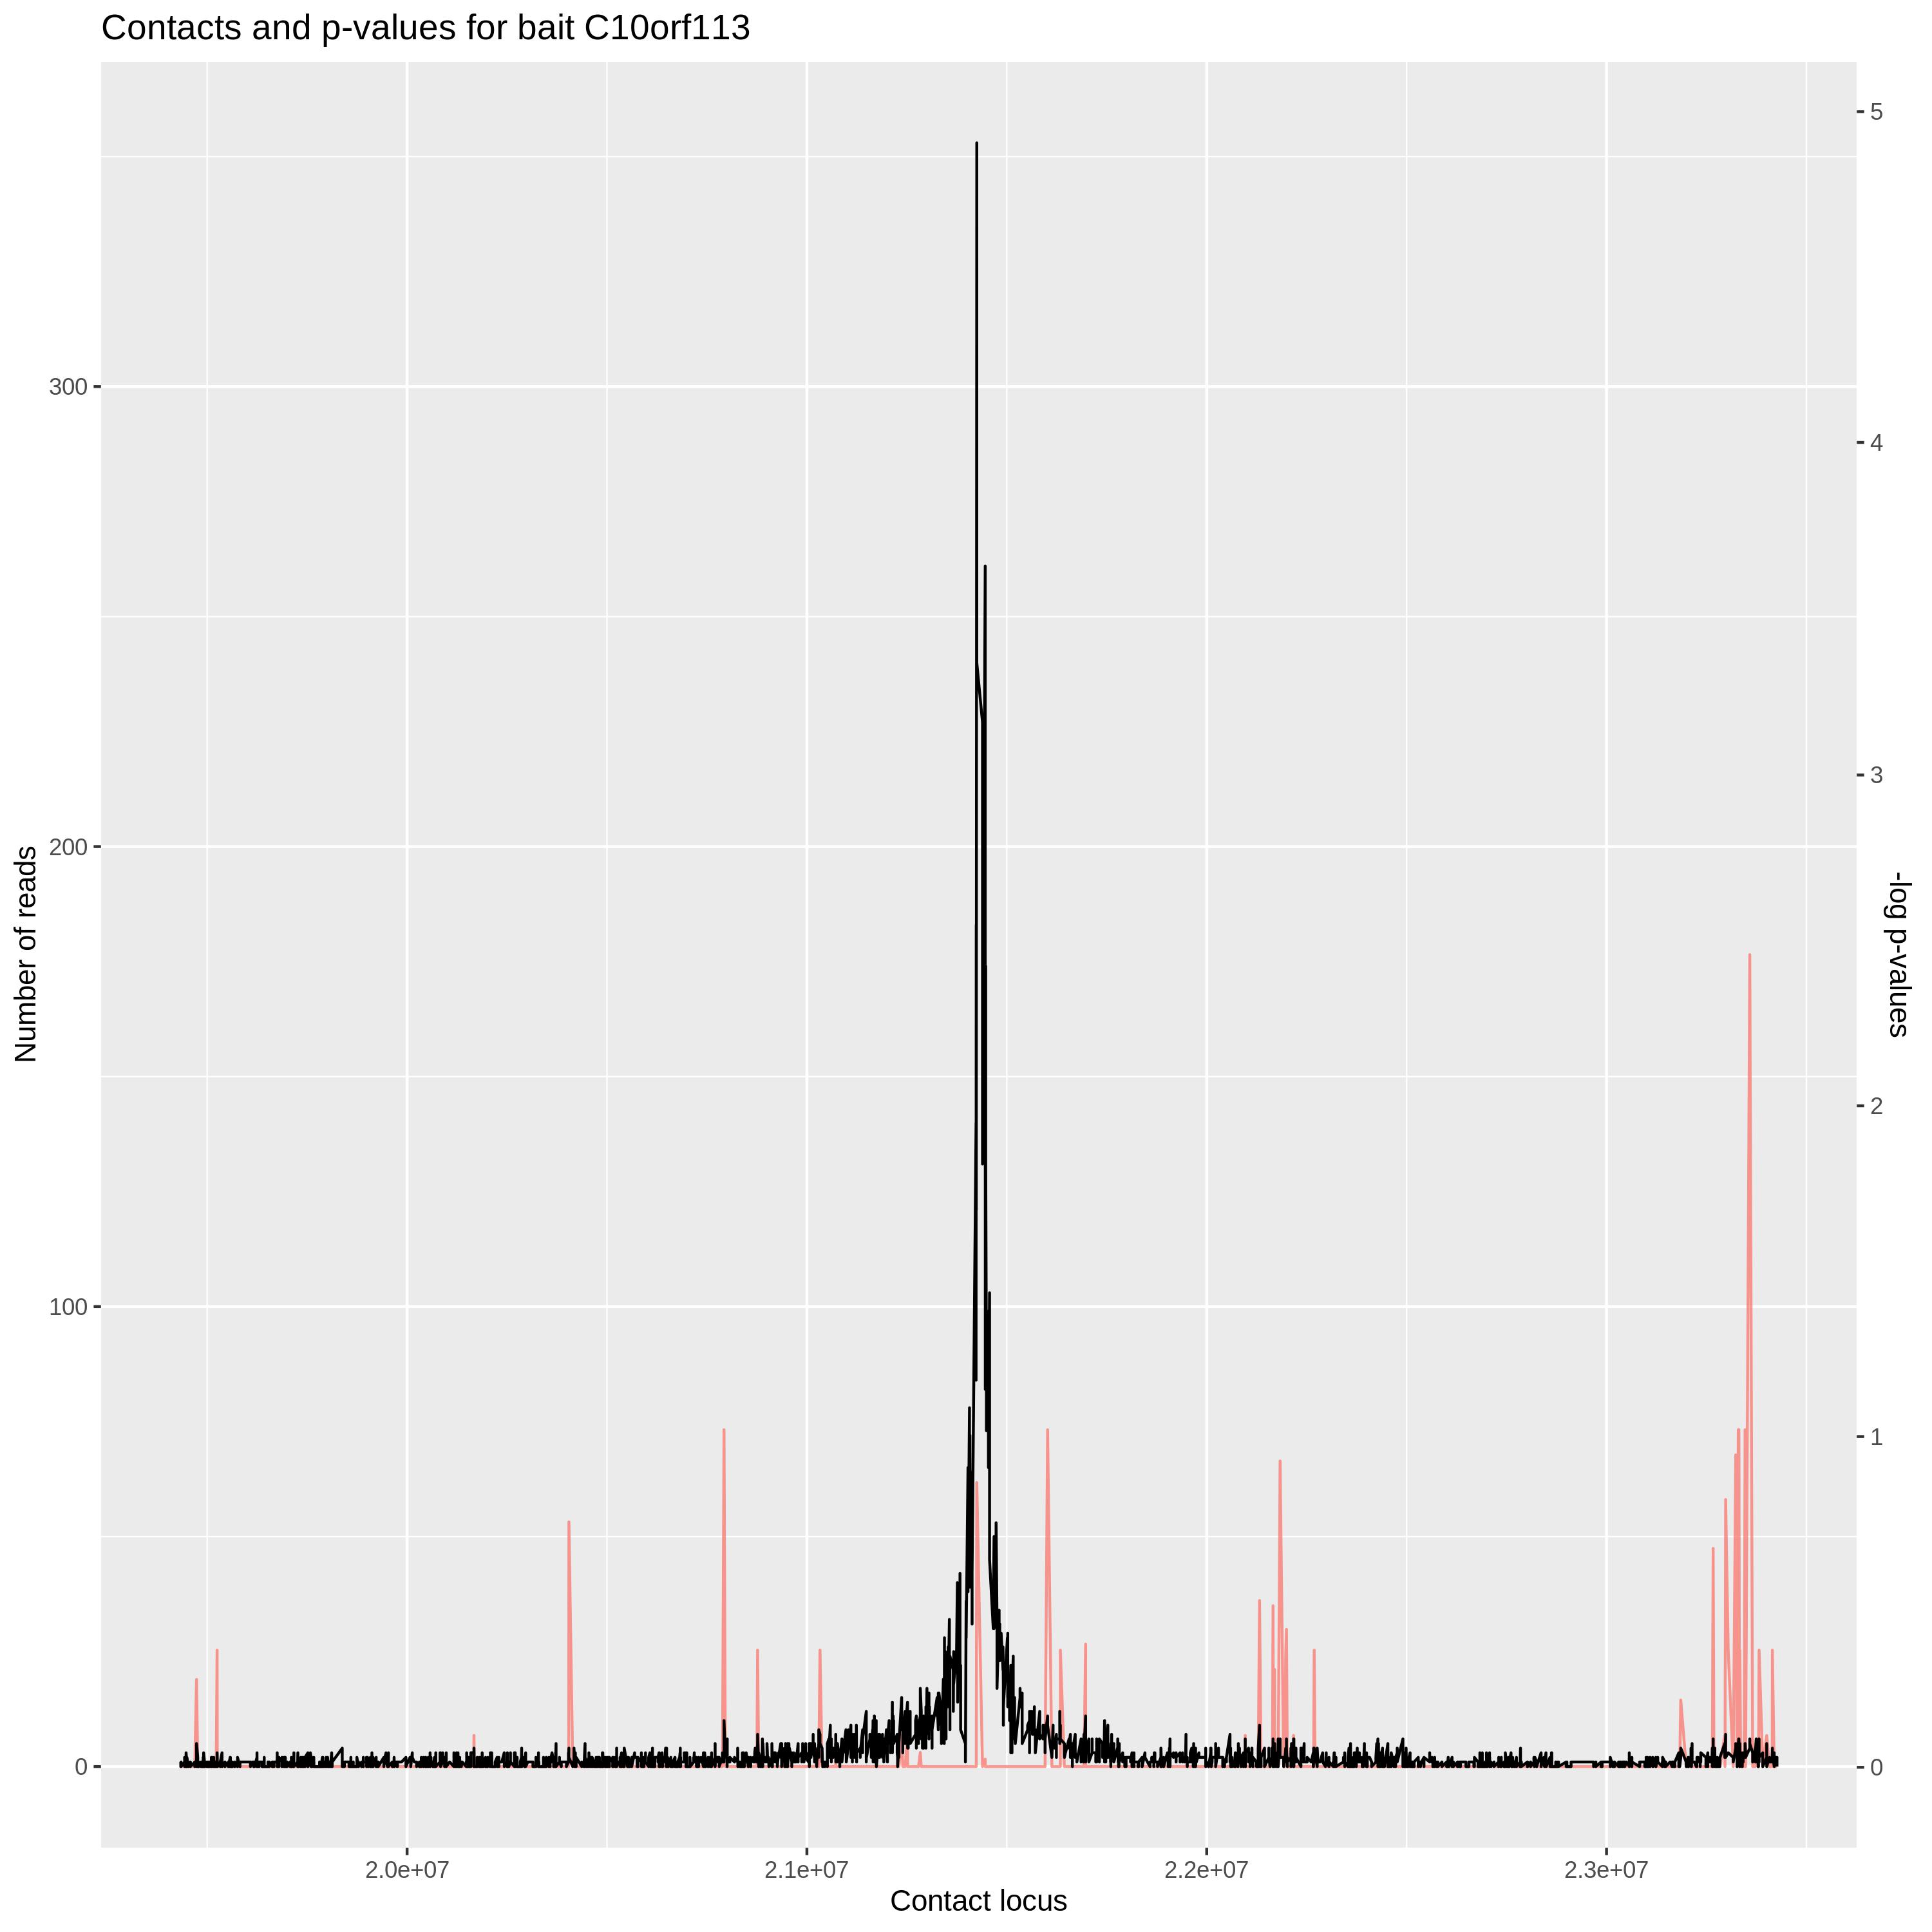 Contacts and p-values for bait C10orf113
Number of reads
300
200
100
0
5
4
3
2
1
0
-log p-values
2.0e+07
2.1e+07
2.2e+07
2.3e+07
Contact locus